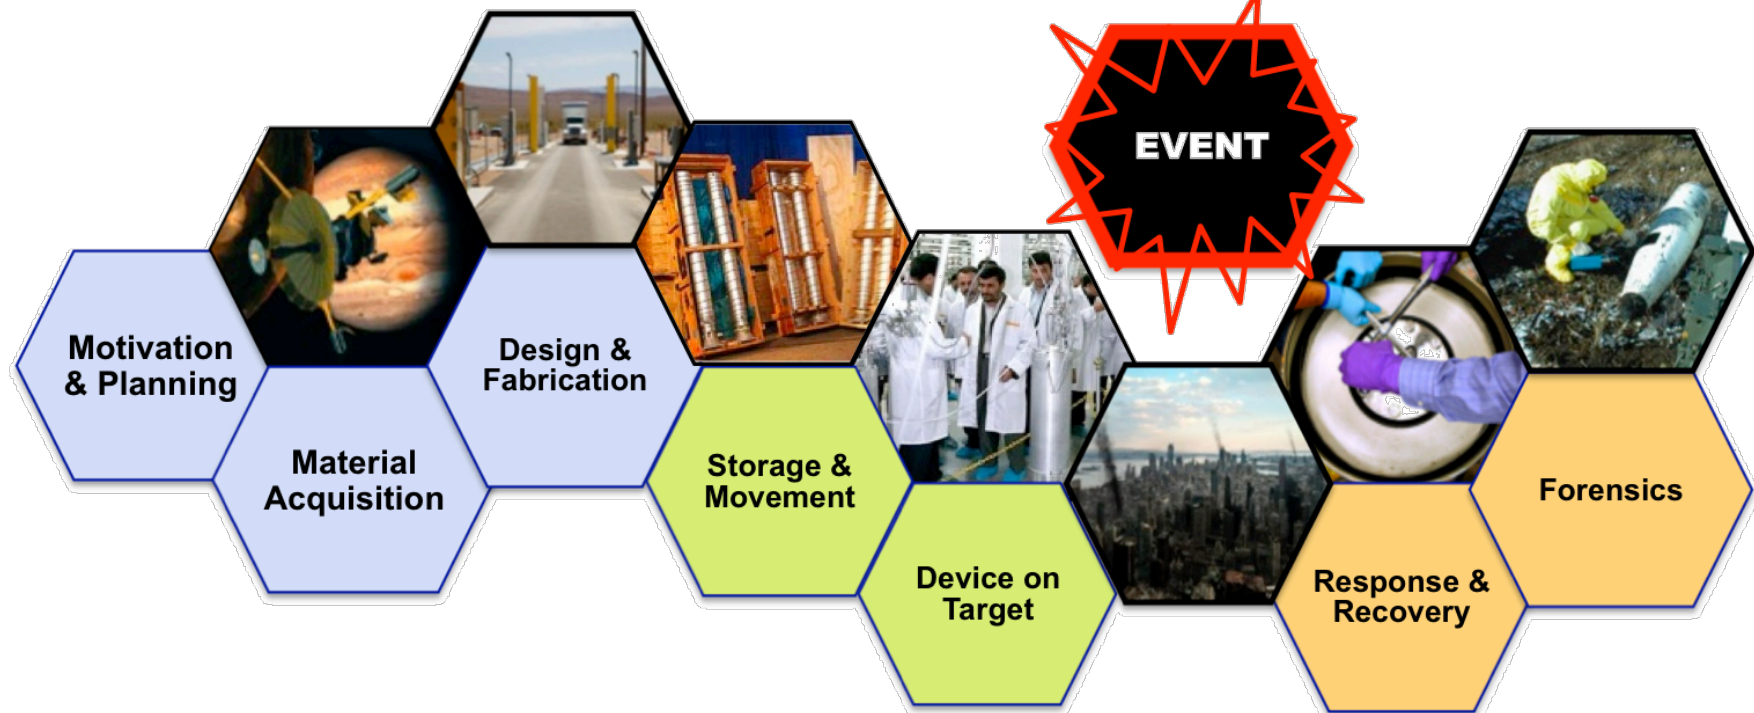 EVENT
Motivation
& Planning
Material
Acquisition
Design &
Fabrication
Storage &
Movement
Device on
Target
Response &
Recovery
Forensics